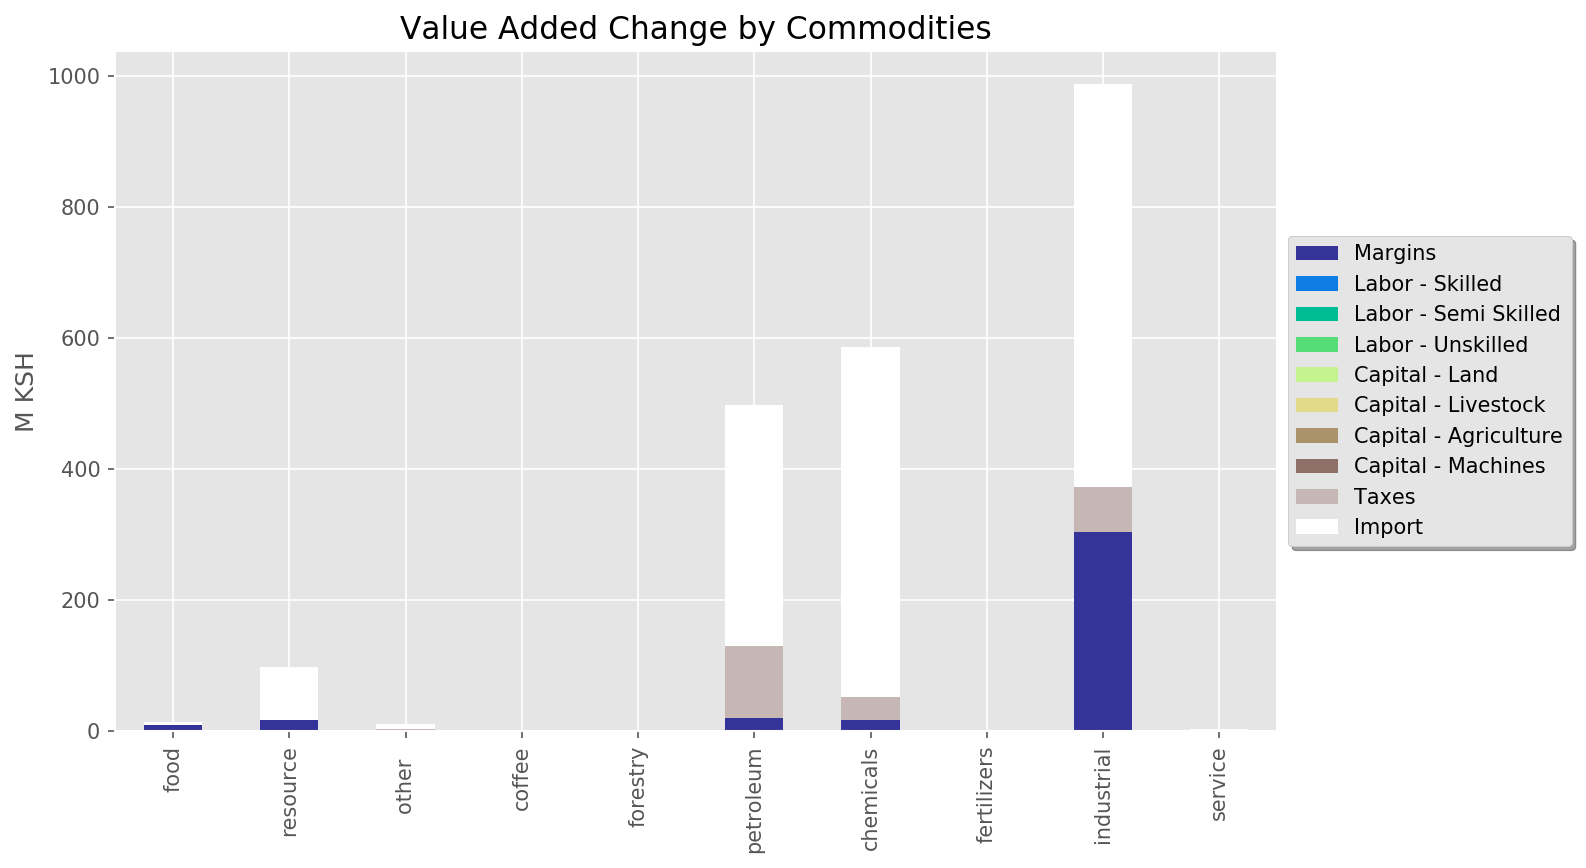 Value Added Change by Commodities
1000
800
600
400
200
0
M KSH
food
resource
other
coffee
forestry
petroleum
chemicals
fertilizers
industrial
service
Margins
Labor - Skilled
Labor - Semi Skilled
Labor - Unskilled
Capital - Land
Capital - Livestock
Capital - Agriculture
Capital - Machines
Taxes
Import